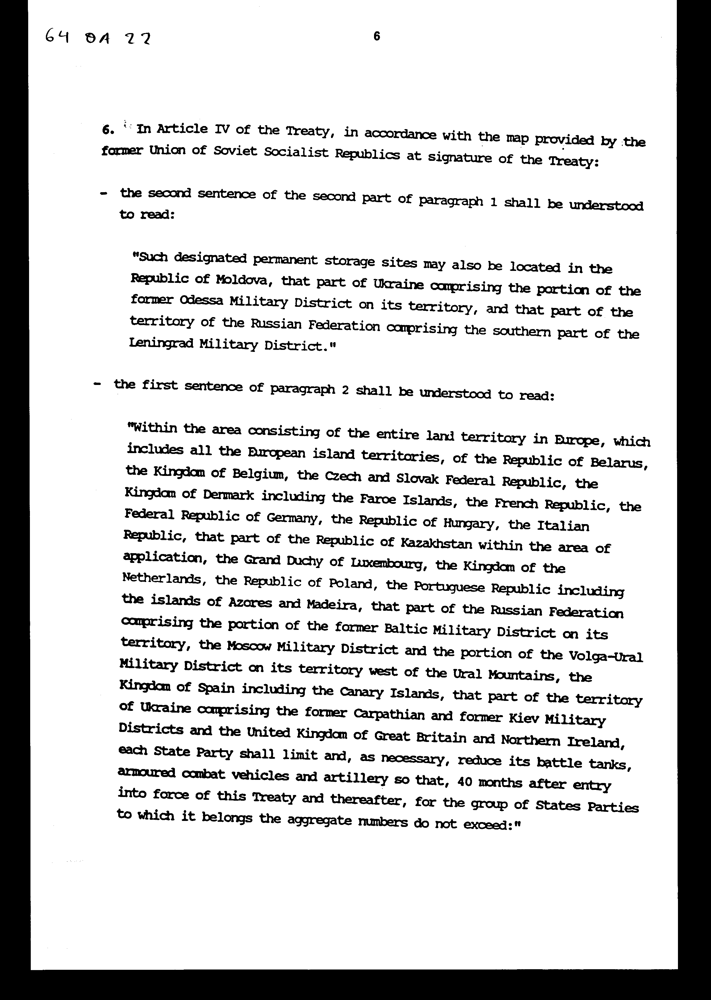 64 OA 22
6
6. In Article IV of the Treaty, in accordance with the map provided by the
former Union of Soviet Socialist Republics at signature of the Treaty:
- the second sentence of the second part of paragraph 1 shall be understood
to read:
"Such designated permanent storage sites may also be located in the
Republic of Moldova, that part of Ukraine comprising the portion of the
former Odessa Military District on its territory, and that part of the
territory of the Russian Federation comprising the southern part of the
Leningrad Military District."
- the first sentence of paragraph 2 shall be understood to read:
"Within the area consisting of the entire land territory in Europe, which
includes all the European island territories, of the Republic of Belarus,
the Kingdom of Belgium, the Czech and Slovak Federal Republic, the
Kingdom of Denmark including the Faroe Islands, the French Republic, the
Federal Republic of Germany, the Republic of Hungary, the Italian
Republic, that part of the Republic of Kazakhstan within the area of
application, the Grand Duchy of Luxembourg, the Kingdom of the
Netherlands, the Republic of Poland, the Portuguese Republic including
the islands of Azores and Madeira, that part of the Russian Federation
comprising the portion of the former Baltic Military District on its
territory, the Moscow Military District and the portion of the Volga-Ural
Military District on its territory west of the Ural Mountains, the
Kingdom of Spain including the Canary Islands, that part of the territory
of Ukraine comprising the former Carpathian and former Kiev Military
Districts and the United Kingdom of Great Britain and Northern Ireland,
each State Party shall limit and, as necessary, reduce its battle tanks,
armoured combat vehicles and artillery so that, 40 months after entry
into force of this Treaty and thereafter, for the group of States Parties
to which it belongs the aggregate numbers do not exceed:"